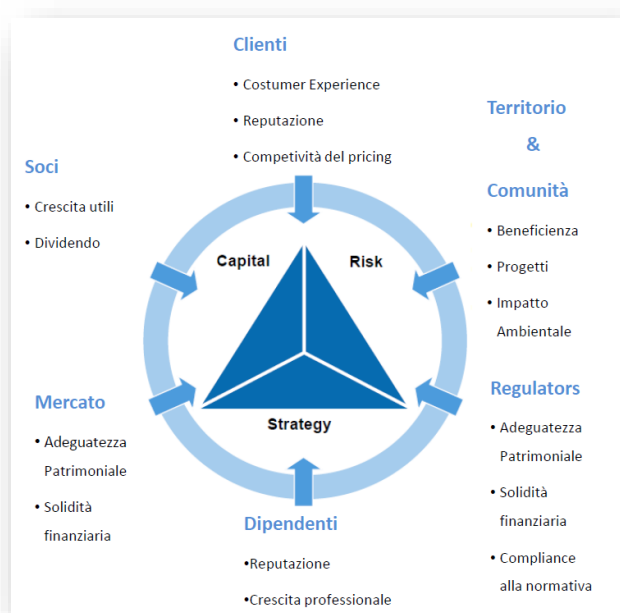 Clienti
• Costumer Experience
• Reputazione
• Competività del pricing
Territorio
&
Comunità
• Beneficienza
• Progetti
• Impatto
Ambientale
Soci
• Crescita utili
• Dividendo
Capital
Risk
Strategy
Mercato
• Adeguatezza
Patrimoniale
• Solidità
finanziaria
Regulators
• Adeguatezza
Patrimoniale
• Solidità
finanziaria
• Compliance
alla normativa
Dipendenti
•Reputazione
•Crescita professionale